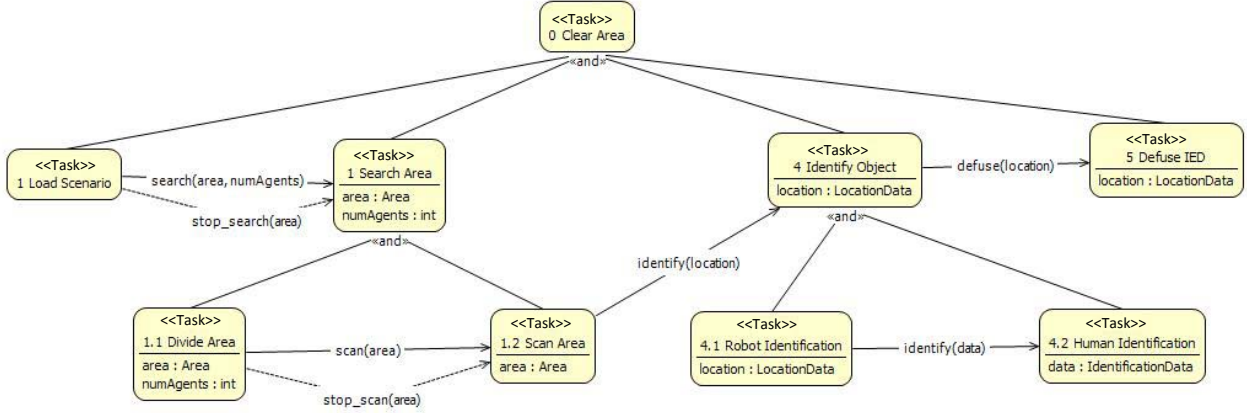 <<Task>>
0 Clear Area
«and»
<<Task>>
1 Load Scenario
search(area, numAgents)
stop_search(area)
<<Task>>
1 Search Area
area : Area
numAgents : int
«and»
<<Task>>
4 Identify Object
location : LocationData
«and»
defuse(location)
<<Task>>
5 Defuse IED
location : LocationData
identify(location)
<<Task>>
1.1 Divide Area
area : Area
numAgents : int
scan(area)
stop_scan(area)
<<Task>>
1.2 Scan Area
area : Area
<<Task>>
4.1 Robot Identification
location : LocationData
identify(data)
<<Task>>
4.2 Human Identification
data : IdentificationData